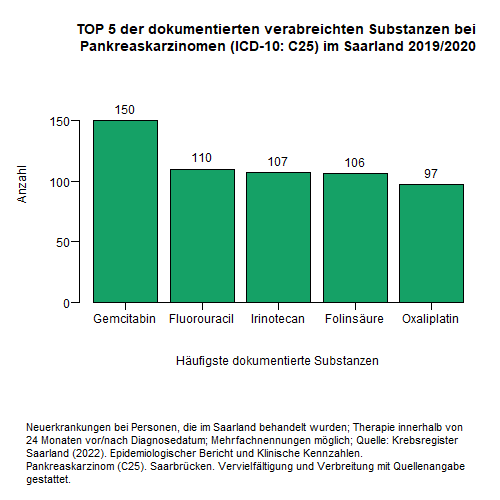 TOP 5 der dokumentierten verabreichten Substanzen bei
Pankreaskarzinomen (ICD-10: C25) im Saarland 2019/2020
150
110
107
106
97
Anzahl
150
100
50
0
Gemcitabin Fluorouracil Irinotecan Folinsäure Oxaliplatin
Häufigste dokumentierte Substanzen
Neuerkrankungen bei Personen, die im Saarland behandelt wurden; Therapie innerhalb von
24 Monaten vor/nach Diagnosedatum; Mehrfachnennungen möglich; Quelle: Krebsregister
Saarland (2022). Epidemiologischer Bericht und Klinische Kennzahlen.
Pankreaskarzinom (C25). Saarbrücken. Vervielfältigung und Verbreitung mit Quellenangabe
gestattet.